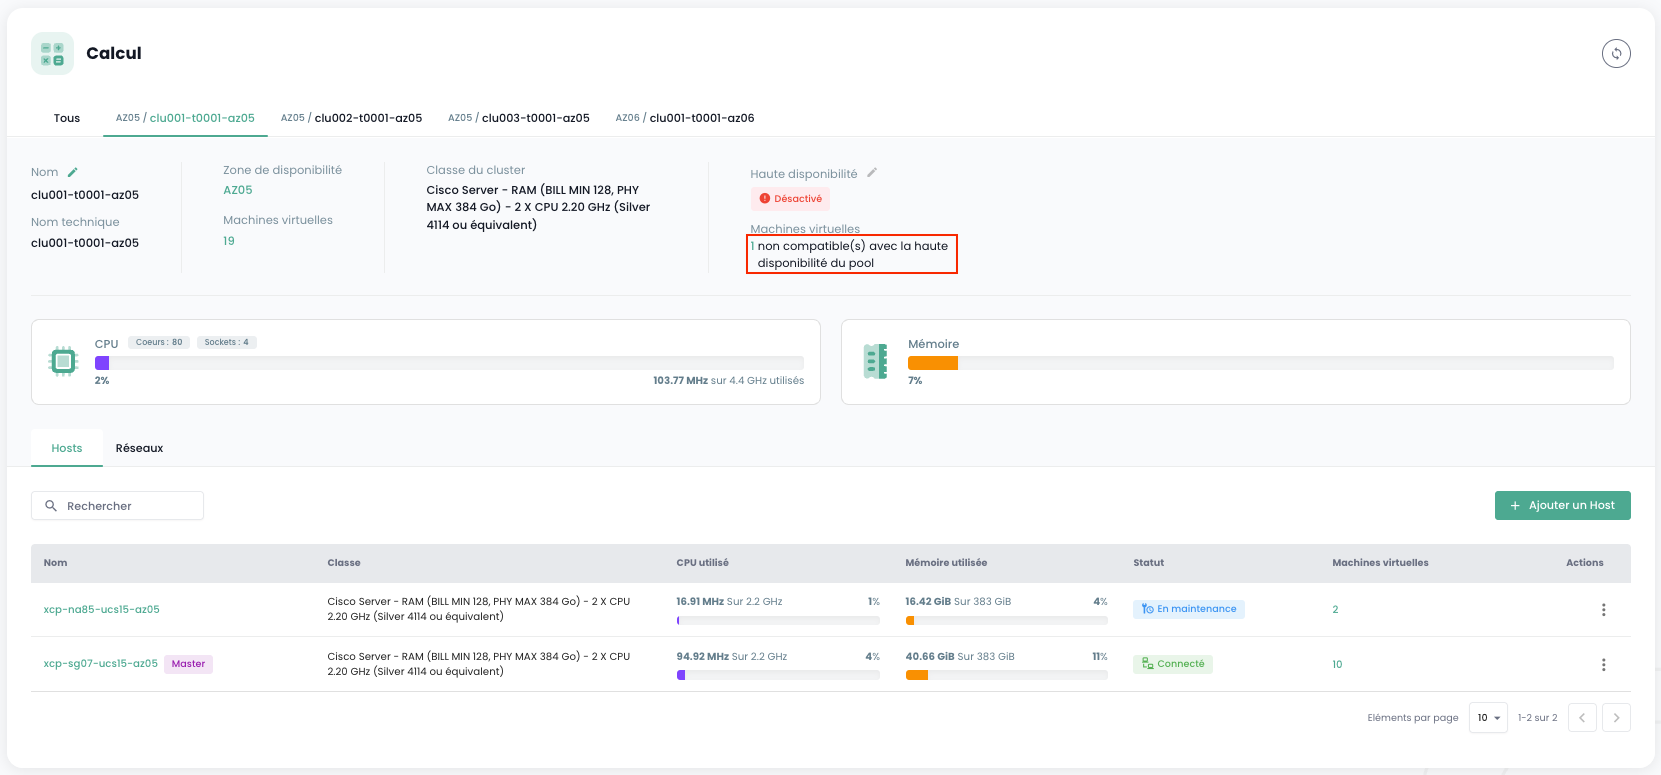 Calcul
Tous
AZ05 / clu001-t0001-az05
AZ05 / clu002-t0001-az05
AZ05 / clu003-t0001-az05
AZ06 / clu001-t0001-az06
Nom
clu001-t0001-az05
Nom technique
clu001-t0001-az05
Zone de disponibilité
AZ05
Machines virtuelles
19
Classe du cluster
Cisco Server - RAM (BILL MIN 128, PHY
MAX 384 Go) - 2 X CPU 2.20 GHz (Silver
4114 ou équivalent)
Haute disponibilité
Désactivé
Machines virtuelles
1 non compatible(s) avec la haute
disponibilité du pool
CPU
Coeurs : 80
Sockets : 4
2%
103.77 MHz sur 4.4 GHz utilisés
Mémoire
7%
Hosts
Réseaux
Rechercher
+ Ajouter un Host
Nom
Classe
CPU utilisé
Mémoire utilisée
Statut
Machines virtuelles
Actions
xcp-na85-ucs15-az05
Cisco Server - RAM (BILL MIN 128, PHY MAX 384 Go) - 2 X CPU
2.20 GHz (Silver 4114 ou équivalent)
16.91 MHz Sur 2.2 GHz
1%
16.42 GiB Sur 383 GiB
4%
En maintenance
2
xcp-sg07-ucs15-az05
Master
Cisco Server - RAM (BILL MIN 128, PHY MAX 384 Go) - 2 X CPU
2.20 GHz (Silver 4114 ou équivalent)
94.92 MHz Sur 2.2 GHz
4%
40.66 GiB Sur 383 GiB
11%
Connecté
10
Eléments par page
10
1-2 sur 2